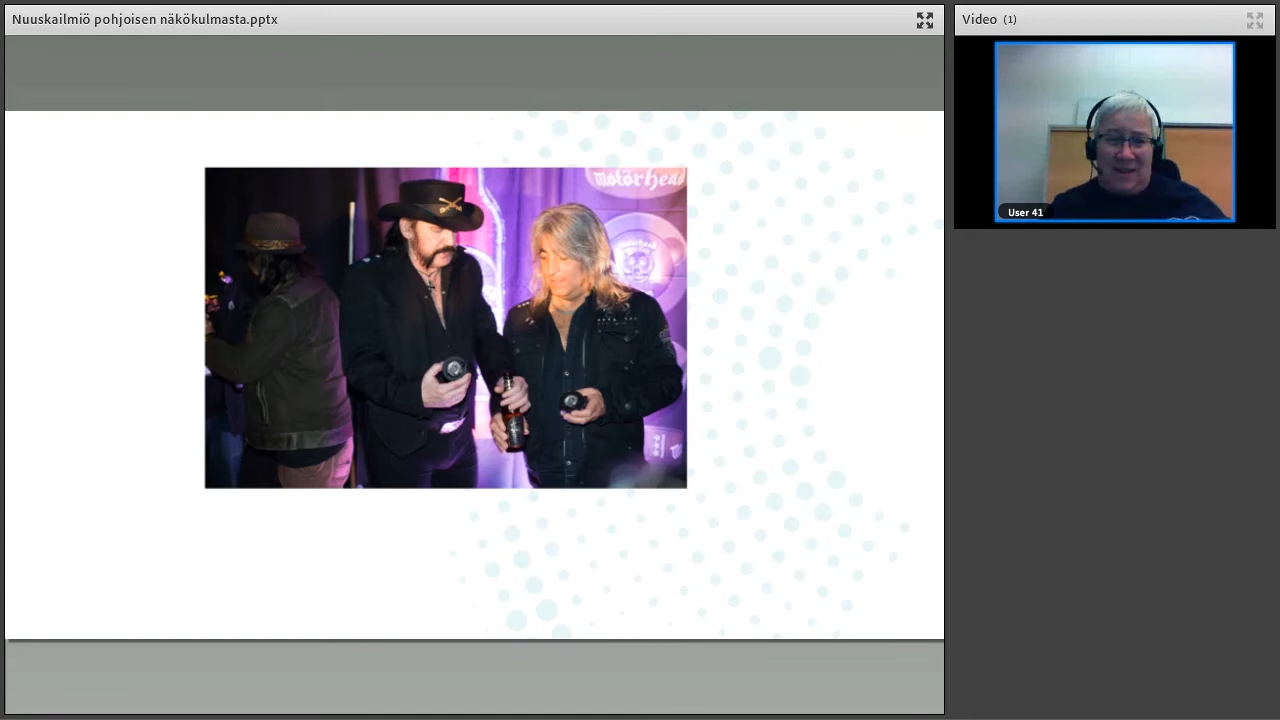 Nuuskailmiö pohjoisen näkökulmasta.pptx
Video (1)
motörhead
User 41